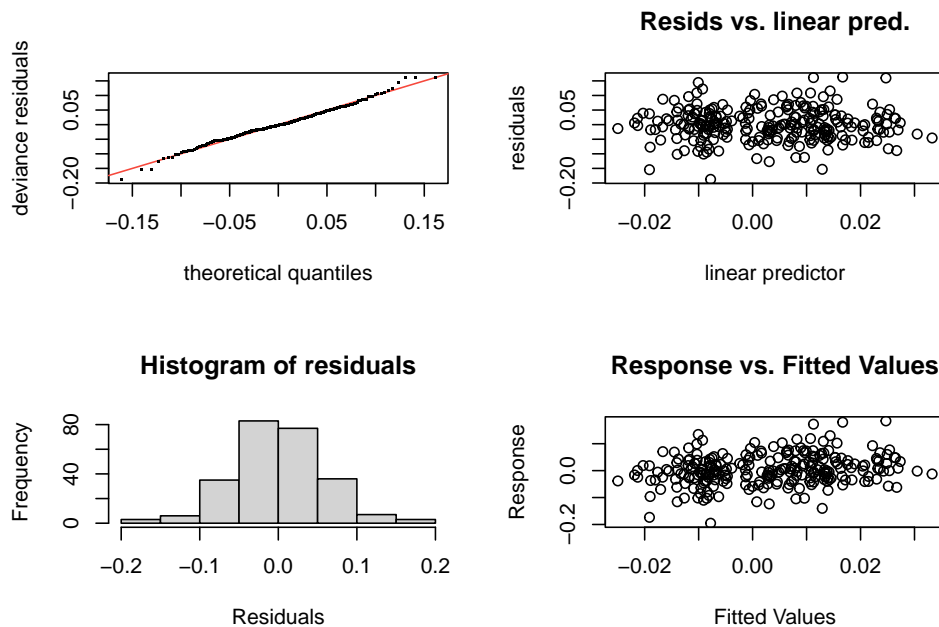 deviance residuals
−0.20
0.05
−0.15
−0.05
0.05
0.15
theoretical quantiles
Resids vs. linear pred.
residuals
−0.20
0.05
−0.02
0.00
0.02
linear predictor
Histogram of residuals
Frequency
0
40
80
−0.2
−0.1
0.0
0.1
0.2
Residuals
Response vs. Fitted Values
Response
−0.2
0.0
−0.02
0.00
0.02
Fitted Values